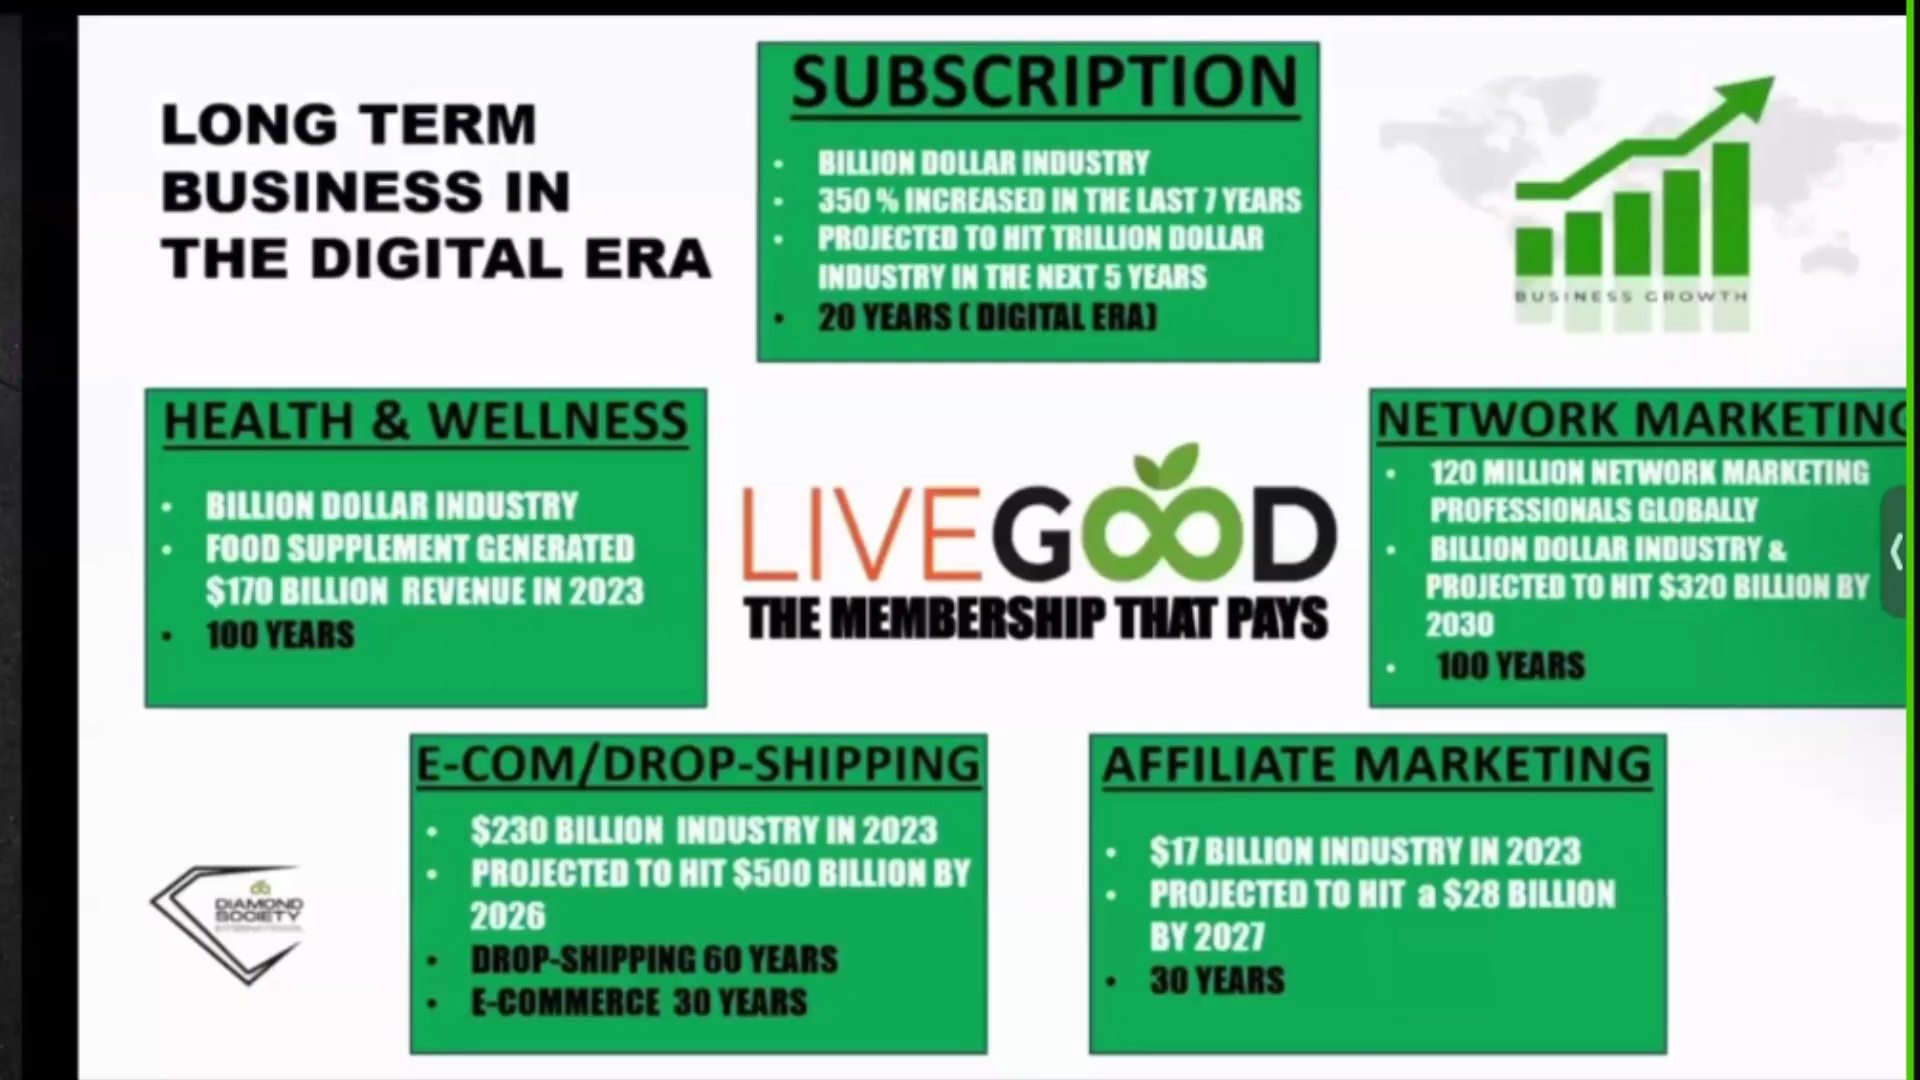 LONG TERM
BUSINESS IN
THE DIGITAL ERA
SUBSCRIPTION
• BILLION DOLLAR INDUSTRY
• 350 % INCREASED IN THE LAST 7 YEARS
• PROJECTED TO HIT TRILLION DOLLAR
INDUSTRY IN THE NEXT 5 YEARS
• 20 YEARS ( DIGITAL ERA)
BUSINESS GROWTH
HEALTH & WELLNESS
• BILLION DOLLAR INDUSTRY
• FOOD SUPPLEMENT GENERATED
$170 BILLION REVENUE IN 2023
• 100 YEARS
LIVEGOOD
THE MEMBERSHIP THAT PAYS
NETWORK MARKETING
• 120 MILLION NETWORK MARKETING
PROFESSIONALS GLOBALLY
• BILLION DOLLAR INDUSTRY &
PROJECTED TO HIT $320 BILLION BY
2030
• 100 YEARS
E-COM/DROP-SHIPPING
• $230 BILLION INDUSTRY IN 2023
• PROJECTED TO HIT $500 BILLION BY
2026
• DROP-SHIPPING 60 YEARS
• E-COMMERCE 30 YEARS
AFFILIATE MARKETING
• $17 BILLION INDUSTRY IN 2023
• PROJECTED TO HIT a $28 BILLION
BY 2027
• 30 YEARS
DIAMOND
SOCIETY